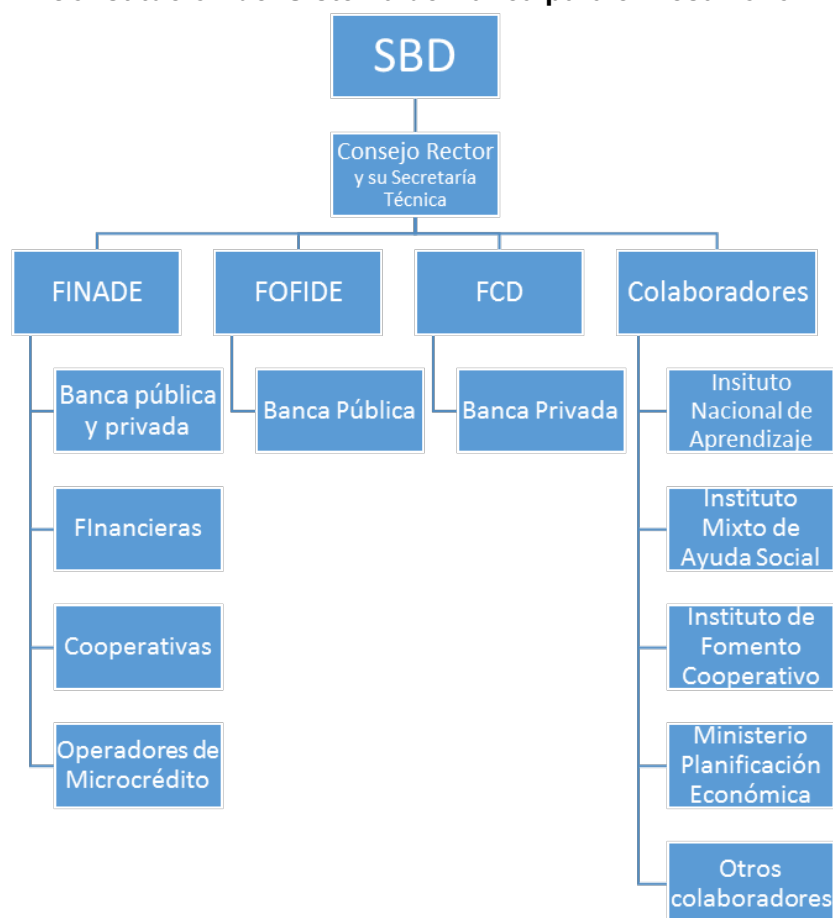 SBD
Consejo Rector
y su Secretaría
Técnica
FINADE
FOFIDE
FCD
Colaboradores
Banca pública
y privada
FInancieras
Cooperativas
Operadores de
Microcrédito
Banca Pública
Banca Privada
Insituto
Nacional de
Aprendizaje
Instituto
Mixto de
Ayuda Social
Instituto de
Fomento
Cooperativo
Ministerio
Planificación
Económica
Otros
colaboradores